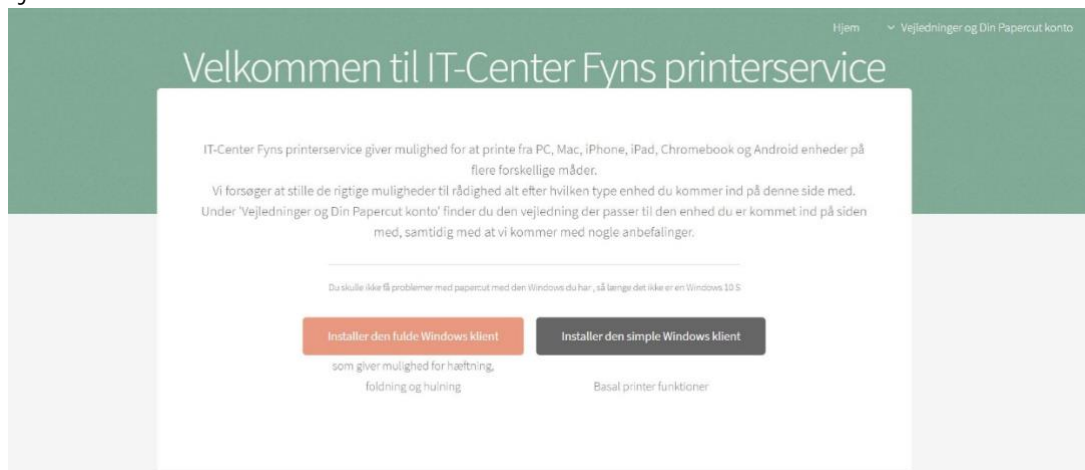 Hjem Vejledninger og Din Papercut konto
Velkommen til IT-Center Fyns printerservice
IT-Center Fyns printerservice giver mulighed for at printe fra PC, Mac, iPhone, iPad, Chromebook og Android enheder på
flere forskellige måder.
Vi forsøger at stille de rigtige muligheder til rådighed alt efter hvilken type enhed du kommer ind på denne side med.
Under 'Vejledninger og Din Papercut konto' finder du den vejledning der passer til den enhed du er kommet ind på siden
med, samtidig med at vi kommer med nogle anbefalinger.
Du skulle ikke få problemer med papercut med den Windows du har , så længe det ikke er en Windows 10 S
Installer den fulde Windows klient Installer den simple Windows klient
som giver mulighed for hæftning,
foldning og hulning Basal printer funktioner